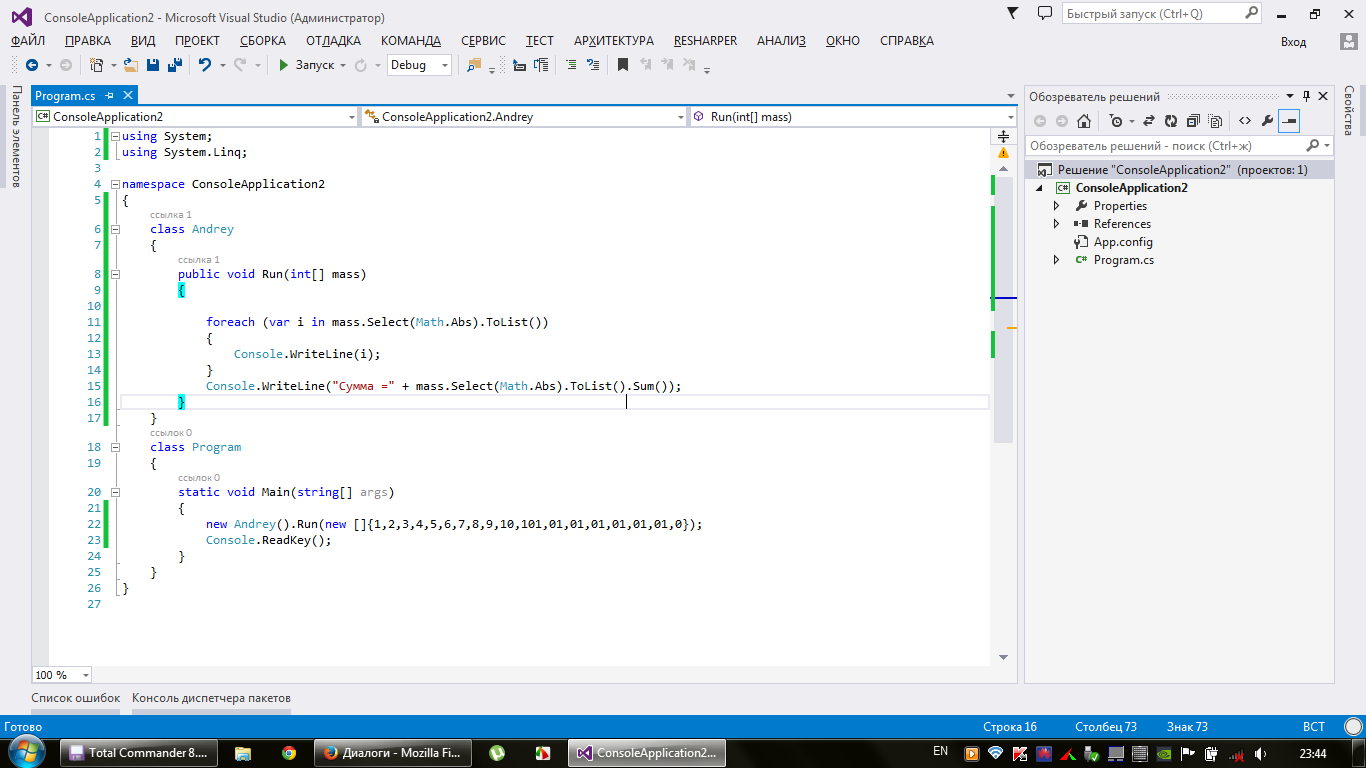 ConsoleApplication2 - Microsoft Visual Studio (Администратор)
Быстрый запуск (Ctrl+Q)
ФАЙЛ ПРАВКА ВИД ПРОЕКТ СБОРКА ОТЛАДКА КОМАНДА СЕРВИС ТЕСТ АРХИТЕКТУРА RESHARPER АНАЛИЗ ОКНО СПРАВКА Вход
Запуск Debug
Панель элементов
Program.cs
ConsoleApplication2 ConsoleApplication2.Andrey Run(int[] mass)
1 using System;
2 using System.Linq;
3
4 namespace ConsoleApplication2
5 {
ссылка 1
6 class Andrey
7 {
ссылка 1
8 public void Run(int[] mass)
9 {
10
11 foreach (var i in mass.Select(Math.Abs).ToList())
12 {
13 Console.WriteLine(i);
14 }
15 Console.WriteLine("Сумма =" + mass.Select(Math.Abs).ToList().Sum());
16 }
17 }
ссылок 0
18 class Program
19 {
ссылок 0
20 static void Main(string[] args)
21 {
22 new Andrey().Run(new []{1,2,3,4,5,6,7,8,9,10,101,01,01,01,01,01,01,0});
23 Console.ReadKey();
24 }
25 }
26 }
27
100 %
Обозреватель решений
Обозреватель решений - поиск (Ctrl+ж)
Решение "ConsoleApplication2" (проектов: 1)
C# ConsoleApplication2
Properties
References
App.config
C# Program.cs
Свойства
Список ошибок Консоль диспетчера пакетов
Готово Строка 16 Столбец 73 Знак 73 ВСТ
Total Commander 8.... Диалоги - Mozilla Fi... ConsoleApplication2... EN 23:44